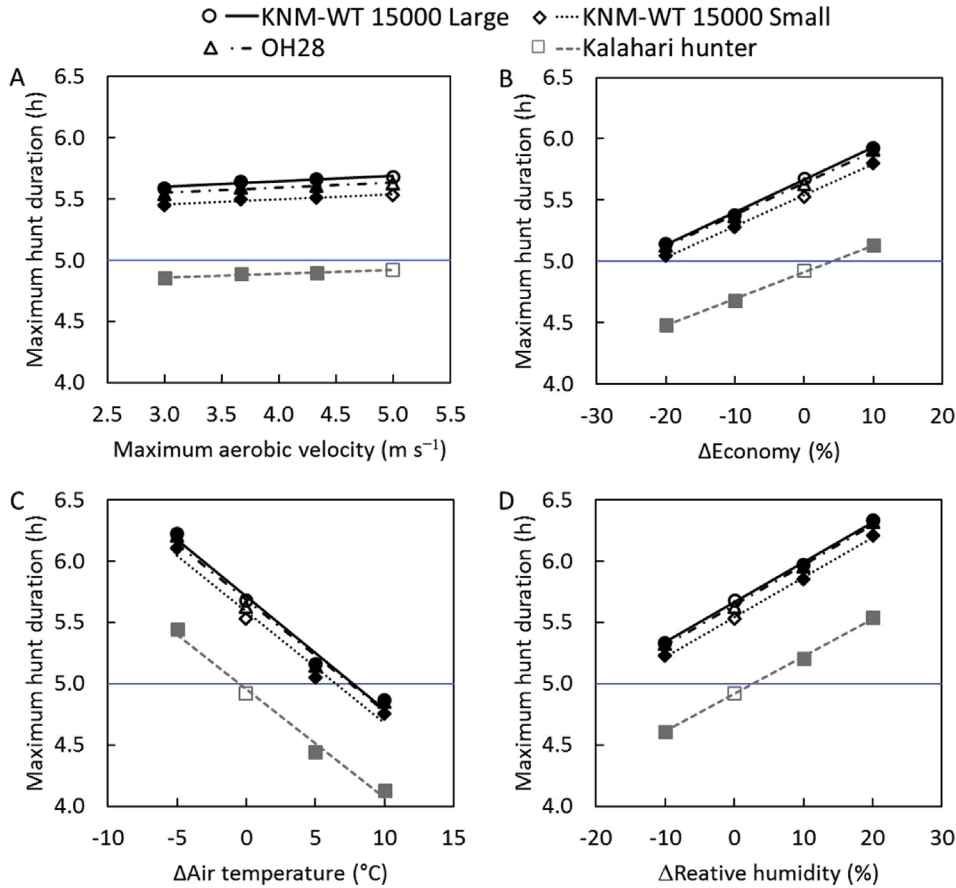 KNM-WT 15000 Large
KNM-WT 15000 Small
OH28
Kalahari hunter
A
Maximum hunt duration (h)
6.5
6.0
5.5
5.0
4.5
4.0
2.5 3.0 3.5 4.0 4.5 5.0 5.5
Maximum aerobic velocity (m s⁻¹)
B
Maximum hunt duration (h)
6.5
6.0
5.5
5.0
4.5
4.0
-30 -20 -10 0 10 20
ΔEconomy (%)
C
Maximum hunt duration (h)
6.5
6.0
5.5
5.0
4.5
4.0
-10 -5 0 5 10 15
ΔAir temperature (°C)
D
Maximum hunt duration (h)
6.5
6.0
5.5
5.0
4.5
4.0
-20 -10 0 10 20 30
ΔReative humidity (%)